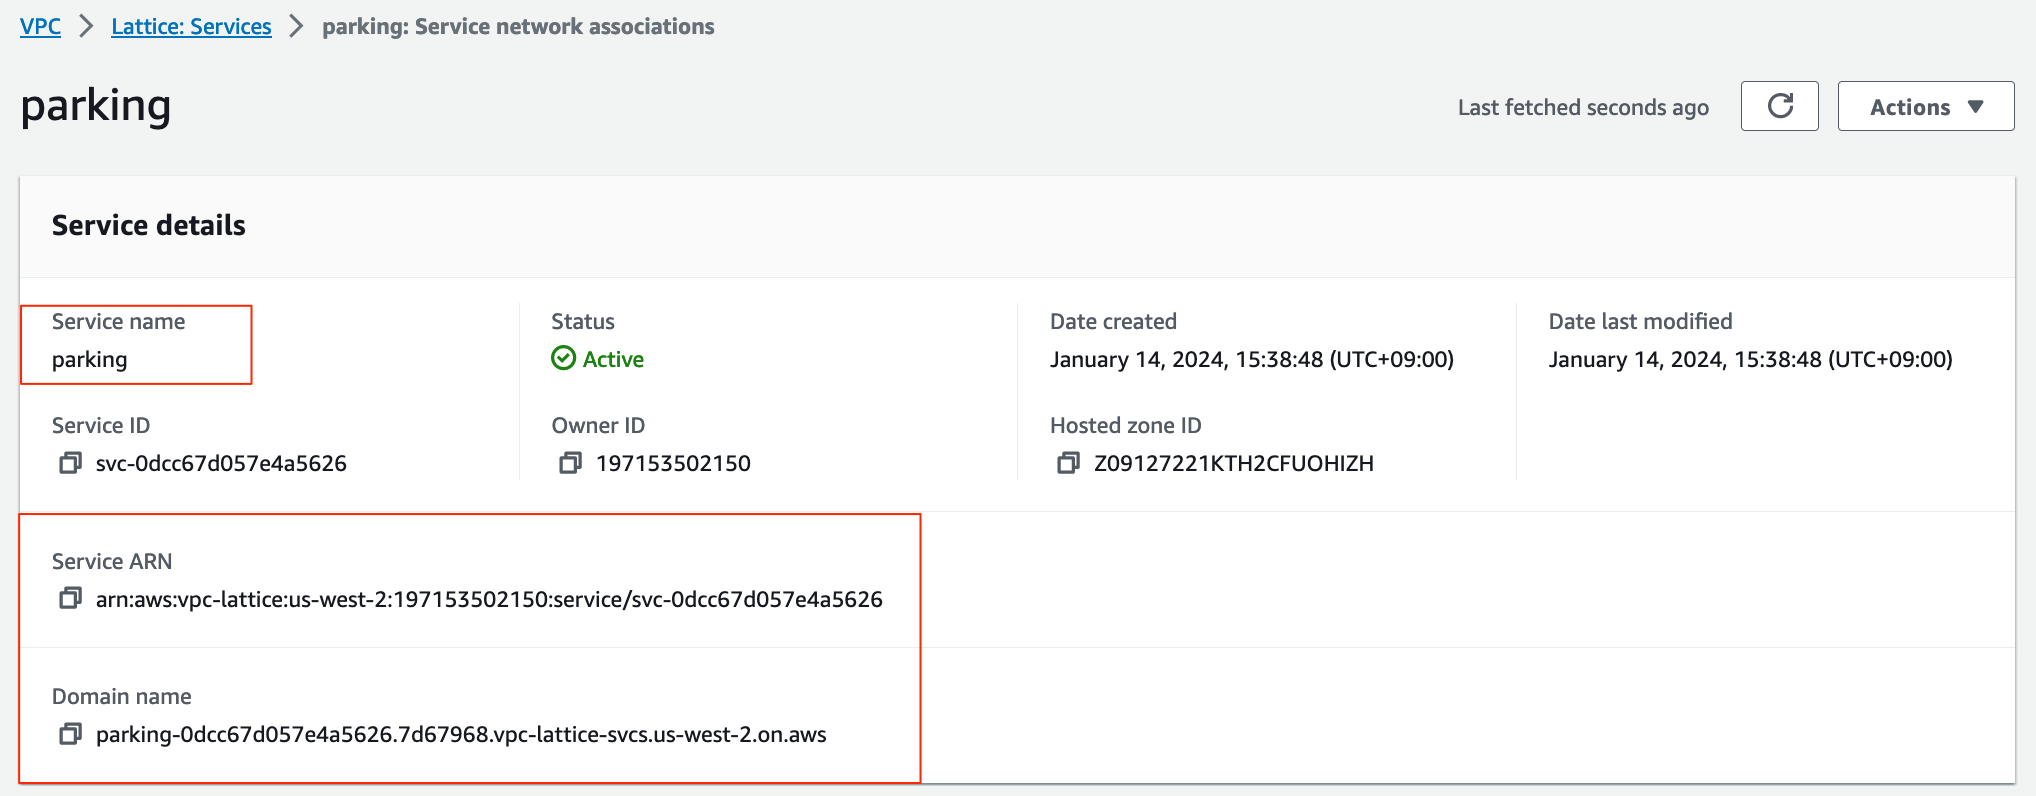 VPC > Lattice: Services > parking: Service network associations
parking
Last fetched seconds ago
Actions
Service details
Service name
parking
Status
Active
Date created
January 14, 2024, 15:38:48 (UTC+09:00)
Date last modified
January 14, 2024, 15:38:48 (UTC+09:00)
Service ID
svc-0dcc67d057e4a5626
Owner ID
197153502150
Hosted zone ID
Z09127221KTH2CFUOHIZH
Service ARN
arn:aws:vpc-lattice:us-west-2:197153502150:service/svc-0dcc67d057e4a5626
Domain name
parking-0dcc67d057e4a5626.7d67968.vpc-lattice-svcs.us-west-2.on.aws